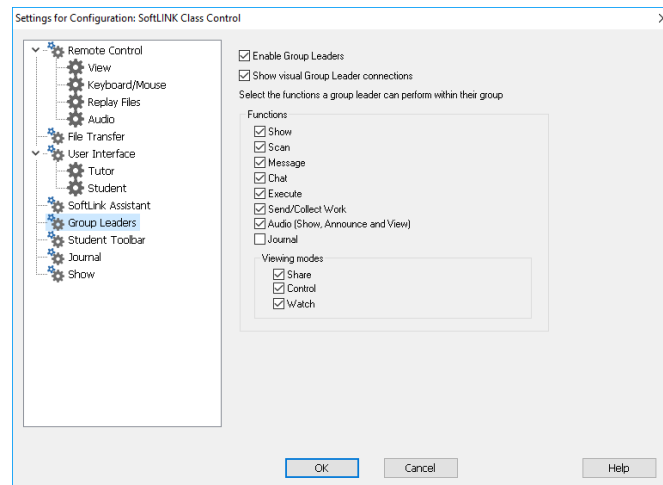 Settings for Configuration: SoftLINK Class Control
Remote Control
View
Keyboard/Mouse
Replay Files
Audio
File Transfer
User Interface
Tutor
Student
SoftLink Assistant
Group Leaders
Student Toolbar
Journal
Show
Enable Group Leaders
Show visual Group Leader connections
Select the functions a group leader can perform within their group
Functions
Show
Scan
Message
Chat
Execute
Send/Collect Work
Audio (Show, Announce and View)
Journal
Viewing modes
Share
Control
Watch
OK
Cancel
Help